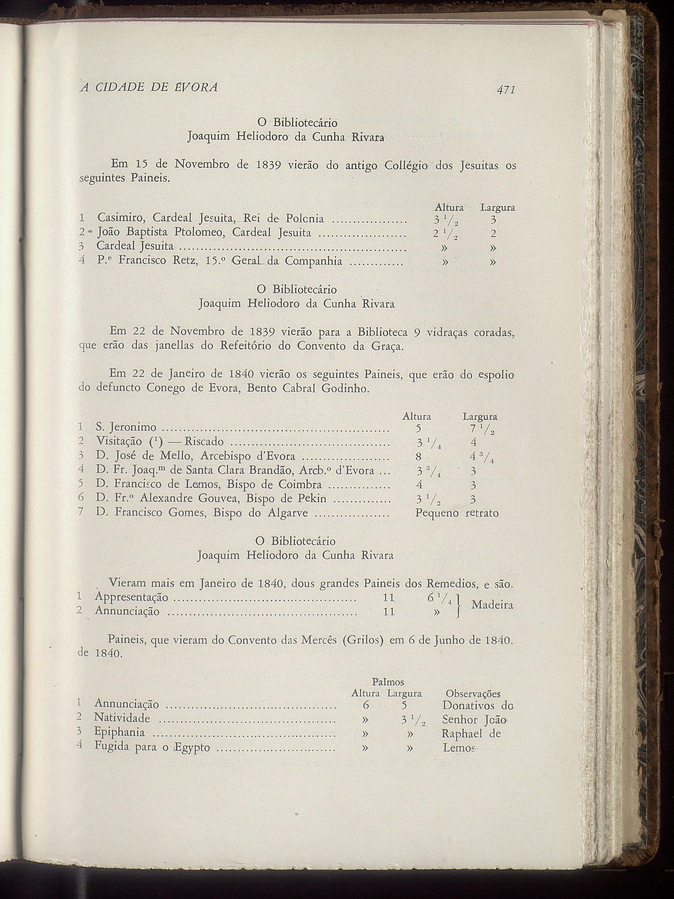 A CIDADE DE ÉVORA 471
O Bibliotecário
Joaquim Heliodoro da Cunha Rivara
Em 15 de Novembro de 1839 vierão do antigo Collégio dos Jesuitas os
seguintes Paineis.
Altura Largura
1 Casimiro, Cardeal Jesuita, Rei de Polonia .................. 3 1/2 3
2 - João Baptista Ptolomeo, Cardeal Jesuita ..................... 2 1/2 2
3 Cardeal Jesuita ...................................................... » »
4 P.e Francisco Retz, 15.º Geral da Companhia ............. » »
O Bibliotecário
Joaquim Heliodoro da Cunha Rivara
Em 22 de Novembro de 1839 vierão para a Biblioteca 9 vidraças coradas,
que erão das janellas do Refeitório do Convento da Graça.
Em 22 de Janeiro de 1840 vierão os seguintes Paineis, que erão do espolio
do defuncto Conego de Evora, Bento Cabral Godinho.
Altura Largura
1 S. Jeronimo ...................................................... 5 7 1/2
2 Visitação (1) — Riscado ...................................... 3 1/4 4
3 D. José de Mello, Arcebispo d'Evora ..................... 8 4 3/4
4 D. Fr. Joaq.m de Santa Clara Brandão, Arcb.º d'Evora ... 3 3/4 3
5 D. Francisco de Lemos, Bispo de Coimbra ............... 4 3
6 D. Fr.º Alexandre Gouvea, Bispo de Pekin .............. 3 1/2 3
7 D. Francisco Gomes, Bispo do Algarve .................. Pequeno retrato
O Bibliotecário
Joaquim Heliodoro da Cunha Rivara
Vieram mais em Janeiro de 1840, dous grandes Paineis dos Remedios, e são.
1 Appresentação ........................................... 11 6 1/4 } Madeira
2 Annunciação ............................................. 11 »
Paineis, que vieram do Convento das Mercês (Grilos) em 6 de Junho de 1840.
de 1840.
Palmos
Altura Largura Observações
1 Annunciação ........................................ 6 5 Donativos do
2 Natividade .......................................... » 3 1/2 Senhor João
3 Epiphania ........................................... » » Raphael de
4 Fugida para o Egypto ............................ » » Lemos